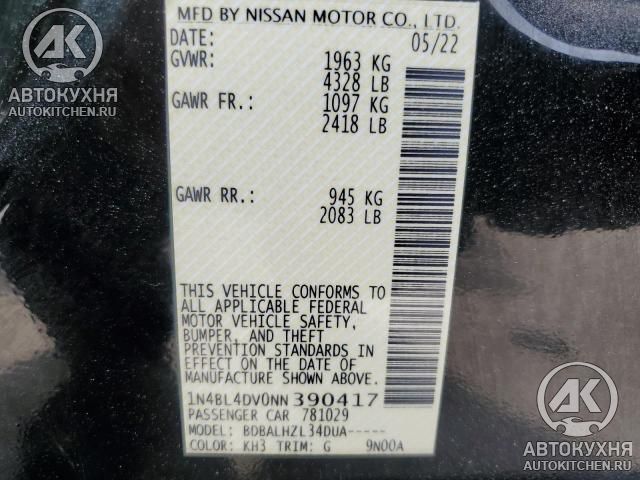 MFD BY NISSAN MOTOR CO., LTD.
DATE: 05/22
GVWR: 1963 KG
4328 LB
GAWR FR.: 1097 KG
2418 LB
GAWR RR.: 945 KG
2083 LB
THIS VEHICLE CONFORMS TO
ALL APPLICABLE FEDERAL
MOTOR VEHICLE SAFETY,
BUMPER, AND THEFT
PREVENTION STANDARDS IN
EFFECT ON THE DATE OF
MANUFACTURE SHOWN ABOVE.
1N4BL4DV0NN390417
PASSENGER CAR 781029
MODEL: BDBALHZL34DUA-----
COLOR: KH3 TRIM: G 9N00A
AK
АВТОКУХНЯ
AUTOKITCHEN.RU
AK
АВТОКУХНЯ
AUTOKITCHEN.RU